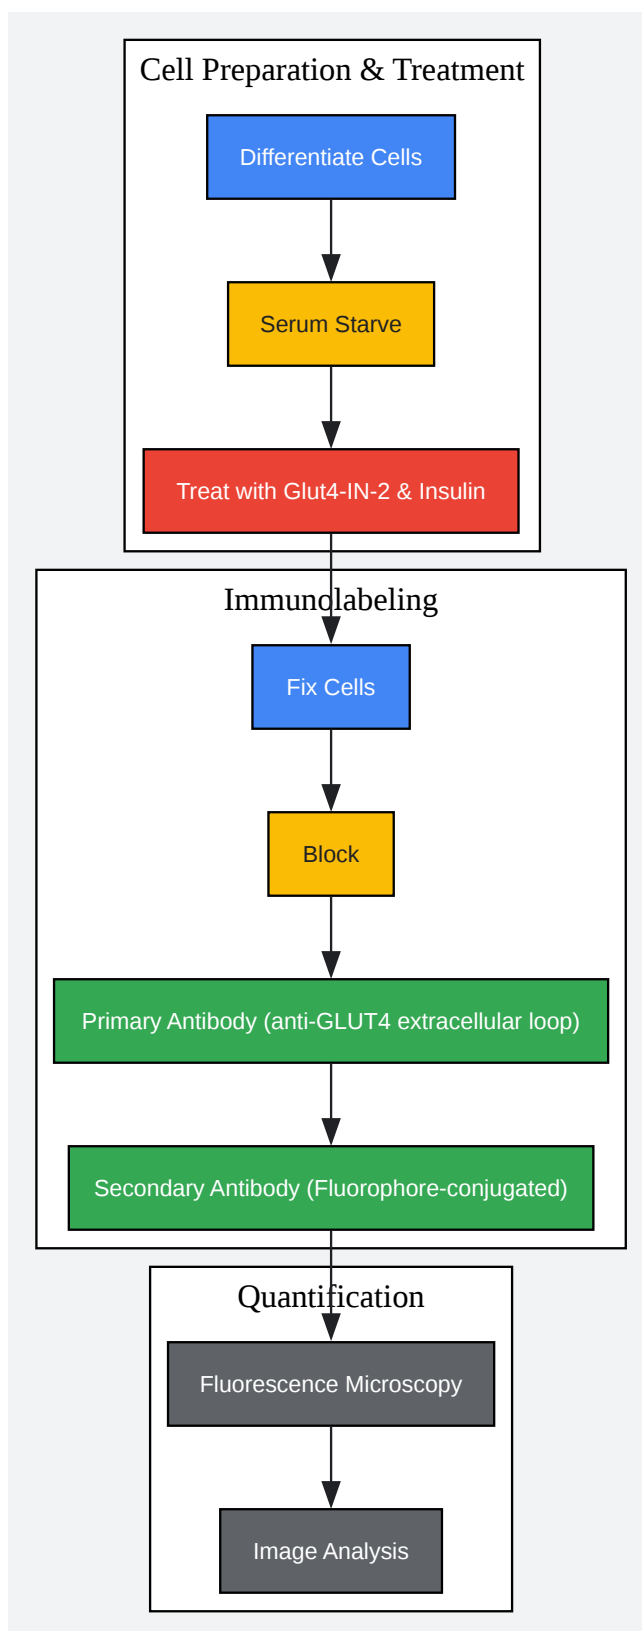 Cell Preparation & Treatment
Differentiate Cells
Serum Starve
Treat with Glut4-IN-2 & Insulin
Immunolabeling
Fix Cells
Block
Primary Antibody (anti-GLUT4 extracellular loop)
Secondary Antibody (Fluorophore-conjugated)
Quantification
Fluorescence Microscopy
Image Analysis